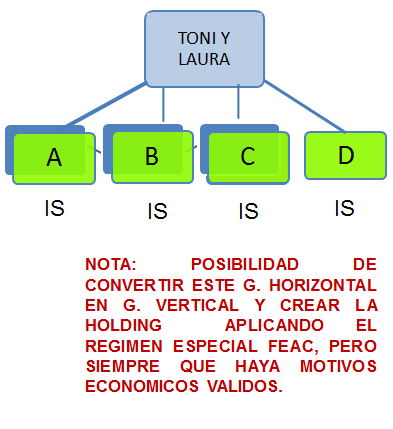 TONI Y
LAURA
A B C D
IS IS IS IS
NOTA: POSIBILIDAD DE
CONVERTIR ESTE G. HORIZONTAL
EN G. VERTICAL Y CREAR LA
HOLDING APLICANDO EL
REGIMEN ESPECIAL FEAC, PERO
SIEMPRE QUE HAYA MOTIVOS
ECONOMICOS VALIDOS.